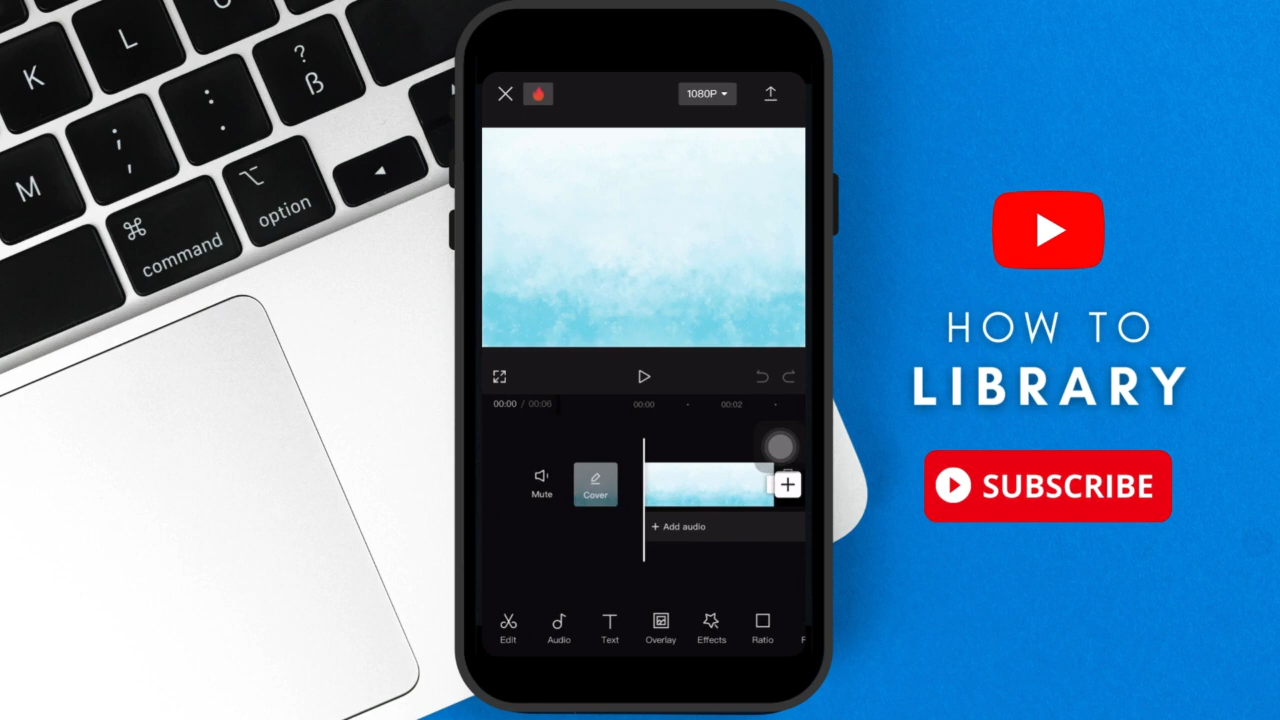 L
K
?
ß
:
.
;
,
M
⌘
command
⌥
option
1080P
00:00 / 00:06
00:00
00:02
Mute
Cover
+ Add audio
Edit
Audio
Text
Overlay
Effects
Ratio
HOW TO
LIBRARY
SUBSCRIBE